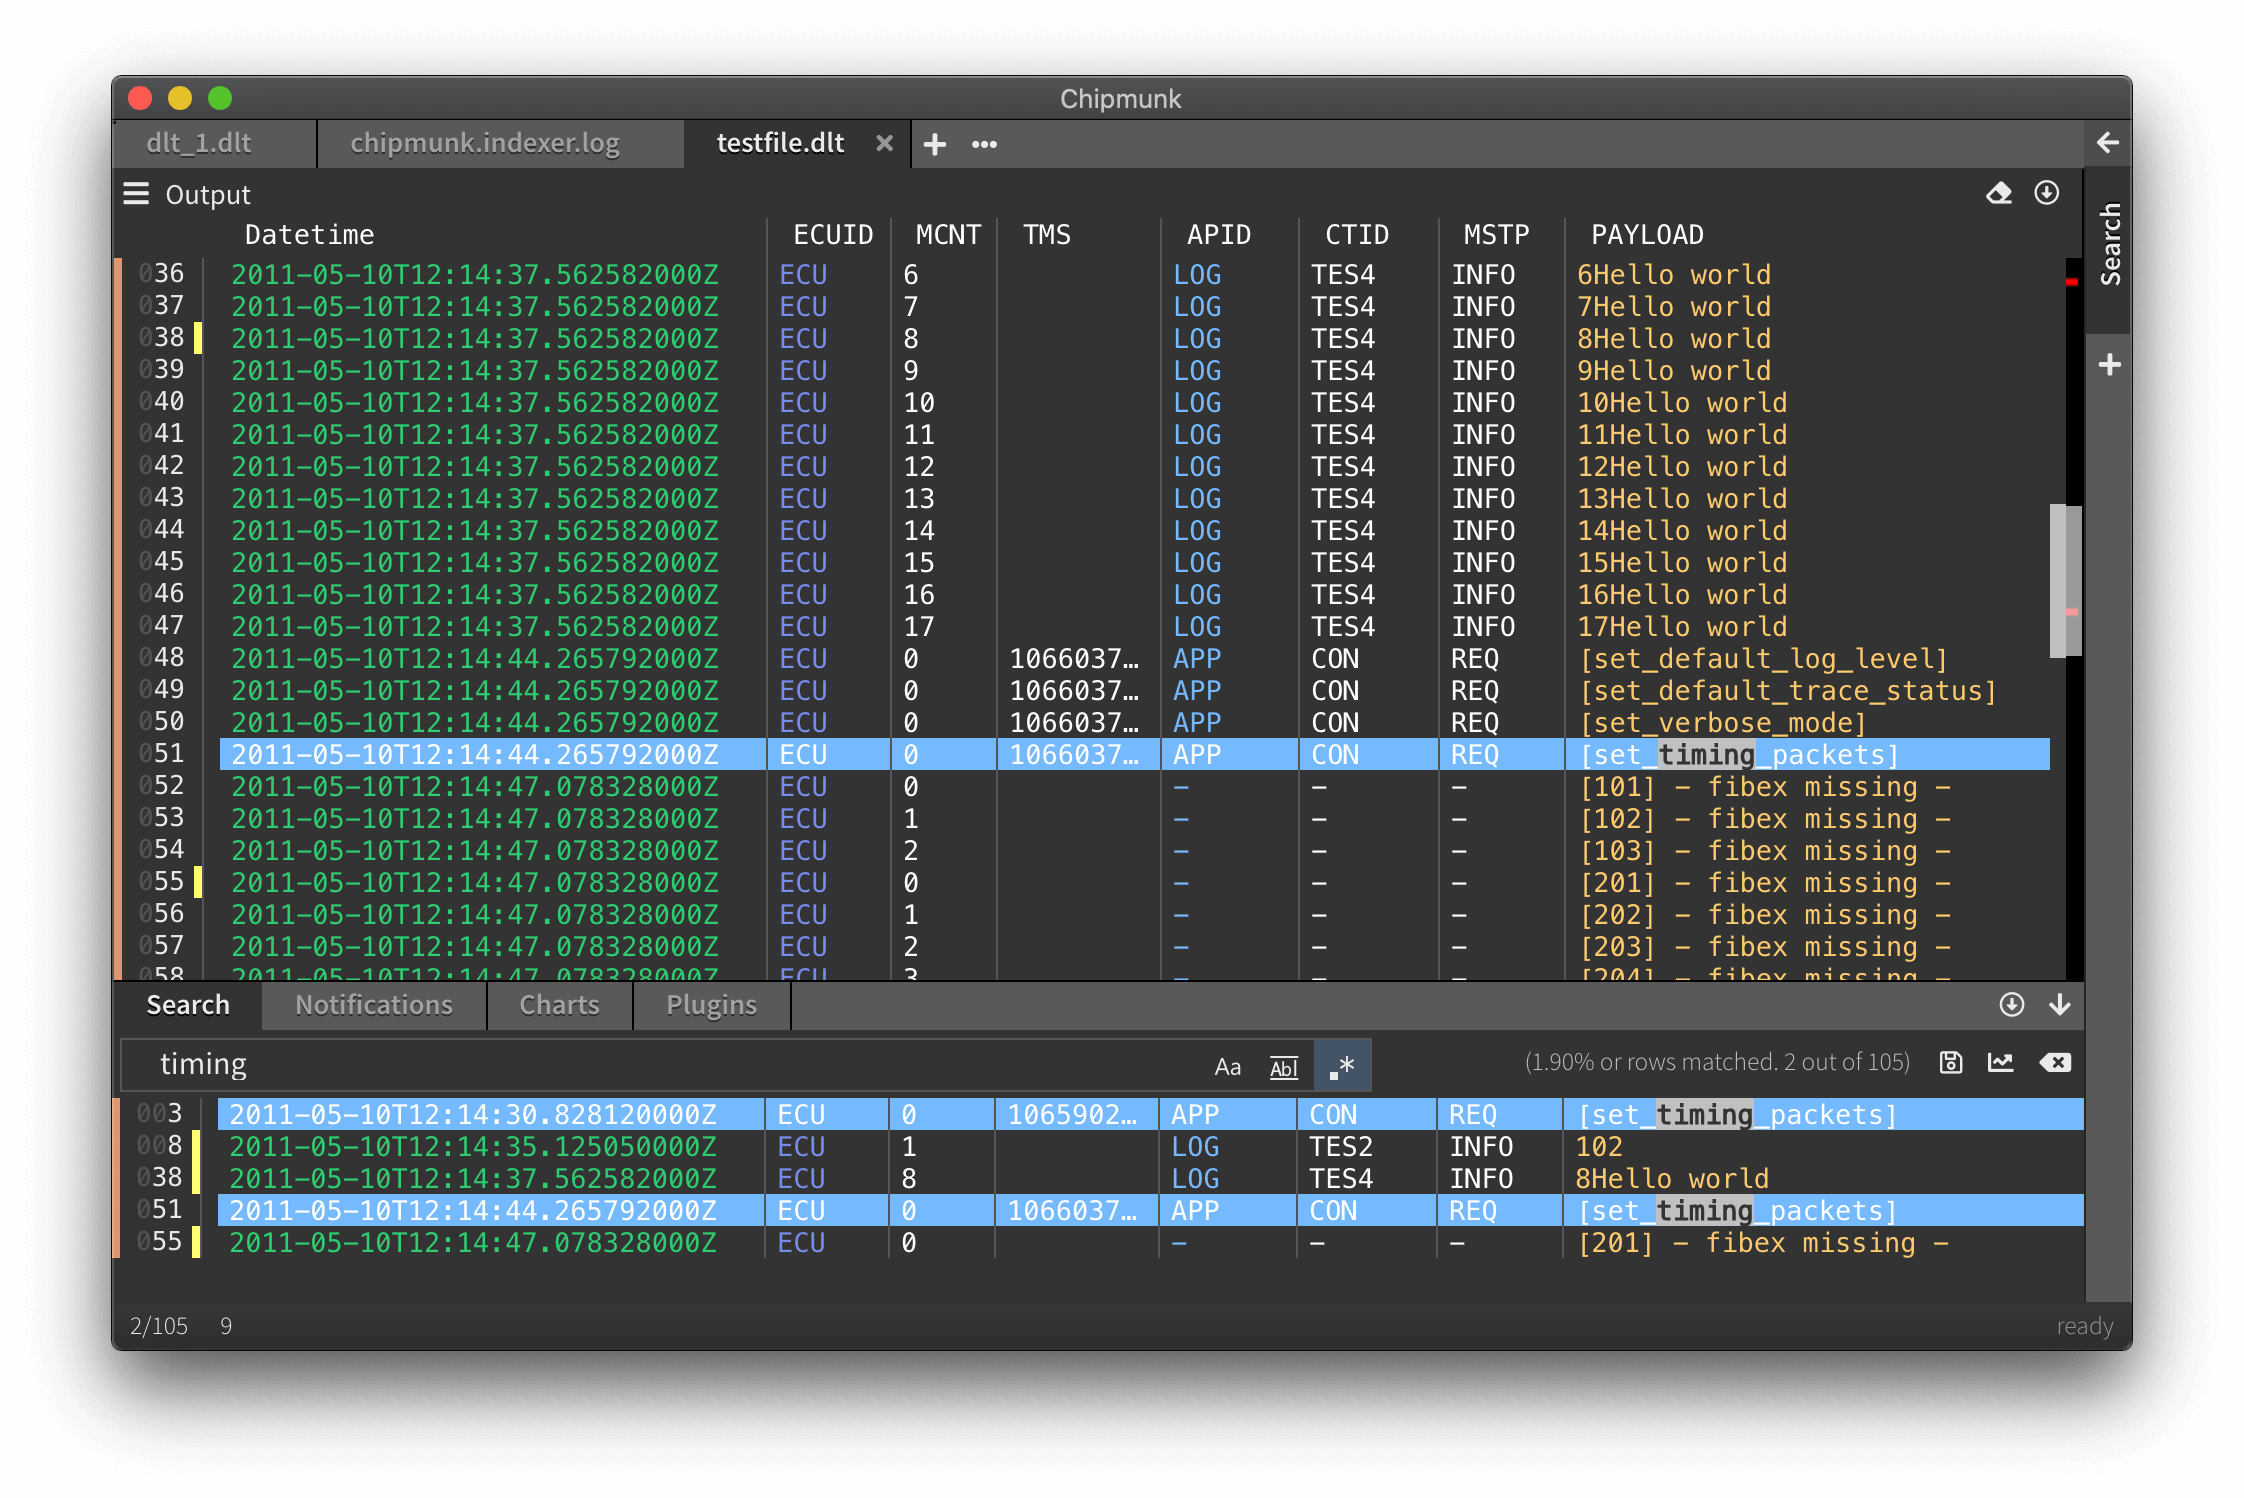 Chipmunk
dlt_1.dlt chipmunk.indexer.log testfile.dlt
Output
Datetime ECUID MCNT TMS APID CTID MSTP PAYLOAD
036 2011-05-10T12:14:37.562582000Z ECU 6 LOG TES4 INFO 6Hello world
037 2011-05-10T12:14:37.562582000Z ECU 7 LOG TES4 INFO 7Hello world
038 2011-05-10T12:14:37.562582000Z ECU 8 LOG TES4 INFO 8Hello world
039 2011-05-10T12:14:37.562582000Z ECU 9 LOG TES4 INFO 9Hello world
040 2011-05-10T12:14:37.562582000Z ECU 10 LOG TES4 INFO 10Hello world
041 2011-05-10T12:14:37.562582000Z ECU 11 LOG TES4 INFO 11Hello world
042 2011-05-10T12:14:37.562582000Z ECU 12 LOG TES4 INFO 12Hello world
043 2011-05-10T12:14:37.562582000Z ECU 13 LOG TES4 INFO 13Hello world
044 2011-05-10T12:14:37.562582000Z ECU 14 LOG TES4 INFO 14Hello world
045 2011-05-10T12:14:37.562582000Z ECU 15 LOG TES4 INFO 15Hello world
046 2011-05-10T12:14:37.562582000Z ECU 16 LOG TES4 INFO 16Hello world
047 2011-05-10T12:14:37.562582000Z ECU 17 LOG TES4 INFO 17Hello world
048 2011-05-10T12:14:44.265792000Z ECU 0 1066037… APP CON REQ [set_default_log_level]
049 2011-05-10T12:14:44.265792000Z ECU 0 1066037… APP CON REQ [set_default_trace_status]
050 2011-05-10T12:14:44.265792000Z ECU 0 1066037… APP CON REQ [set_verbose_mode]
051 2011-05-10T12:14:44.265792000Z ECU 0 1066037… APP CON REQ [set_timing_packets]
052 2011-05-10T12:14:47.078328000Z ECU 0 - - - [101] - fibex missing -
053 2011-05-10T12:14:47.078328000Z ECU 1 - - - [102] - fibex missing -
054 2011-05-10T12:14:47.078328000Z ECU 2 - - - [103] - fibex missing -
055 2011-05-10T12:14:47.078328000Z ECU 0 - - - [201] - fibex missing -
056 2011-05-10T12:14:47.078328000Z ECU 1 - - - [202] - fibex missing -
057 2011-05-10T12:14:47.078328000Z ECU 2 - - - [203] - fibex missing -
058 2011-05-10T12:14:47.078328000Z ECU 3 - - - [204] - fibex missing -
Search
Search Notifications Charts Plugins
timing Aa Ab| .* (1.90% or rows matched. 2 out of 105)
003 2011-05-10T12:14:30.828120000Z ECU 0 1065902… APP CON REQ [set_timing_packets]
008 2011-05-10T12:14:35.125050000Z ECU 1 LOG TES2 INFO 102
038 2011-05-10T12:14:37.562582000Z ECU 8 LOG TES4 INFO 8Hello world
051 2011-05-10T12:14:44.265792000Z ECU 0 1066037… APP CON REQ [set_timing_packets]
055 2011-05-10T12:14:47.078328000Z ECU 0 - - - [201] - fibex missing -
2/105 9 ready